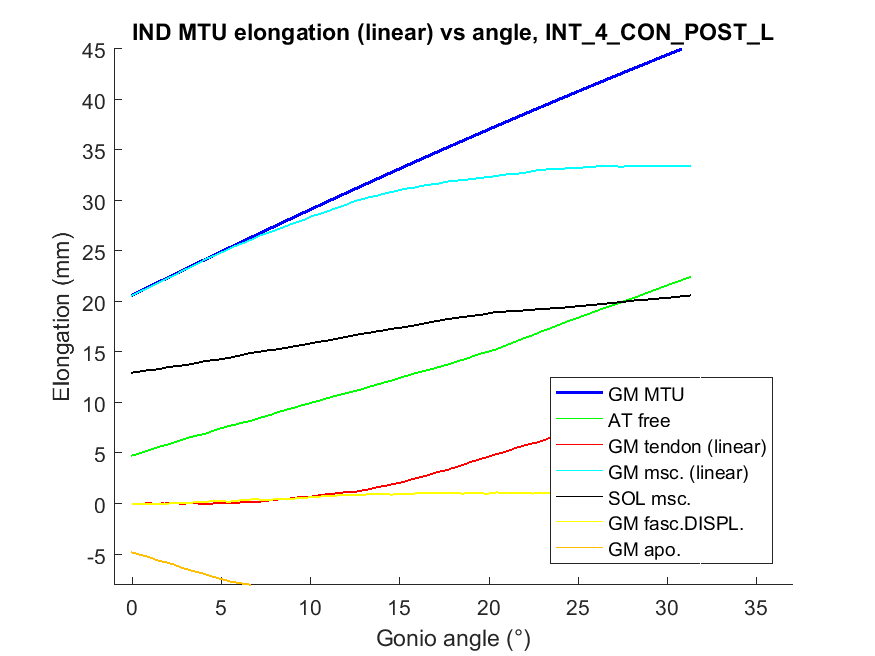 IND MTU elongation (linear) vs angle, INT_4_CON_POST_L
45
40
35
30
25
20
15
10
5
0
-5
Elongation (mm)
GM MTU
AT free
GM tendon (linear)
GM msc. (linear)
SOL msc.
GM fasc.DISPL.
GM apo.
0 5 10 15 20 25 30 35
Gonio angle (°)